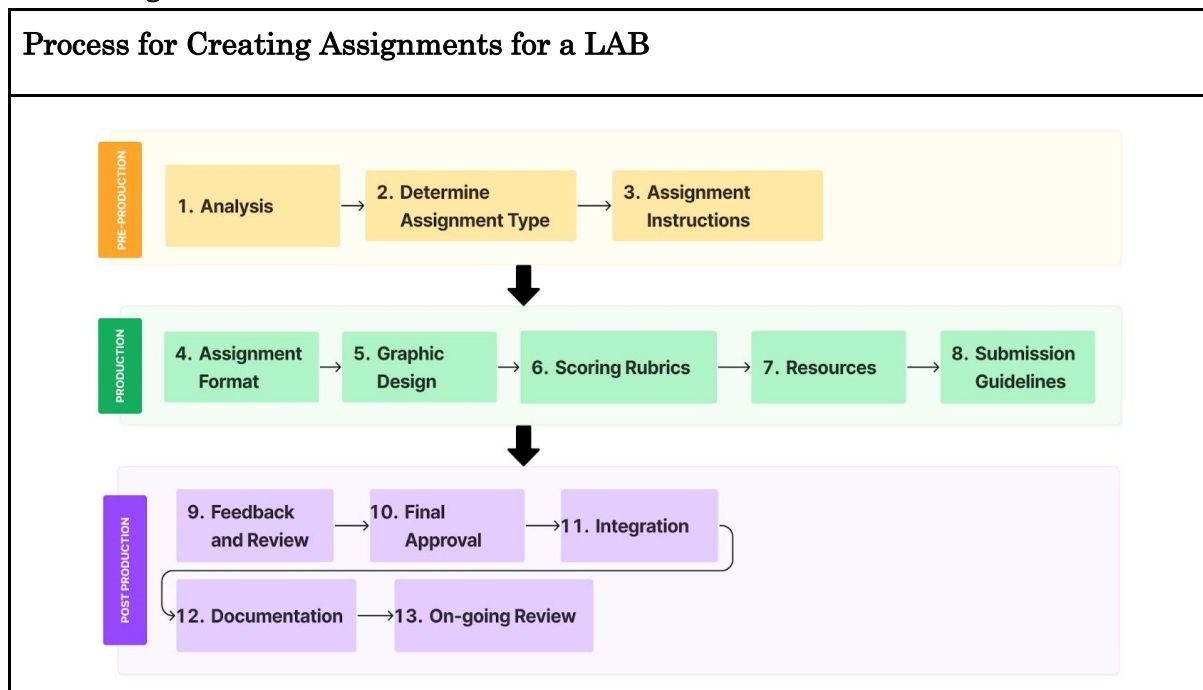 Process for Creating Assignments for a LAB
PRE-PRODUCTION
1. Analysis
2. Determine
Assignment Type
3. Assignment
Instructions
PRODUCTION
4. Assignment
Format
5. Graphic
Design
6. Scoring Rubrics
7. Resources
8. Submission
Guidelines
POST PRODUCTION
9. Feedback
and Review
10. Final
Approval
11. Integration
12. Documentation
13. On-going Review